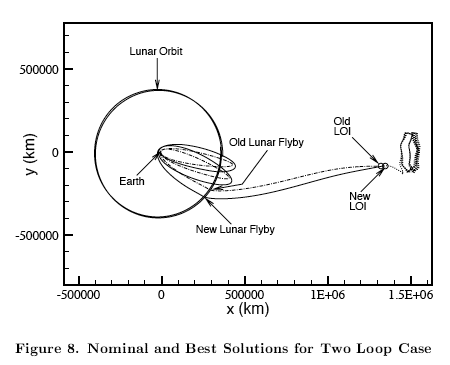 Lunar Orbit
500000
Old
LOI
Old Lunar Flyby
y (km)
0
Earth
New
LOI
New Lunar Flyby
-500000
-500000
0
500000
1E+06
1.5E+06
x (km)
Figure 8. Nominal and Best Solutions for Two Loop Case